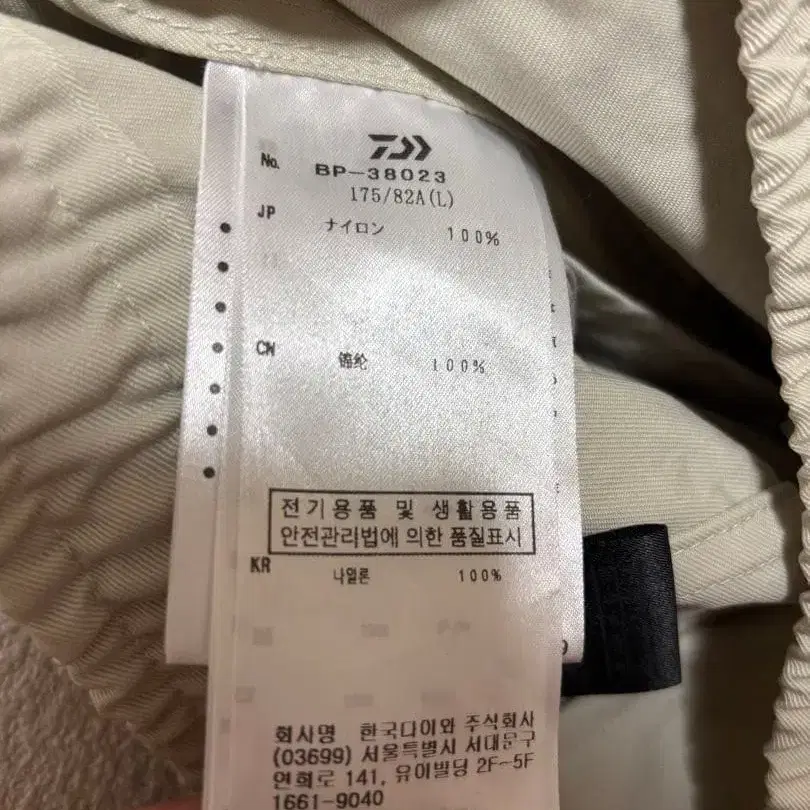 No. BP-38023
175/82A(L)
JP ナイロン 100%
CN 锦纶 100%
전기용품 및 생활용품
안전관리법에 의한 품질표시
KR 나일론 100%
회사명 한국다이와 주식회사
(03699) 서울특별시 서대문구
연희로 141, 유이빌딩 2F-5F
1661-9040